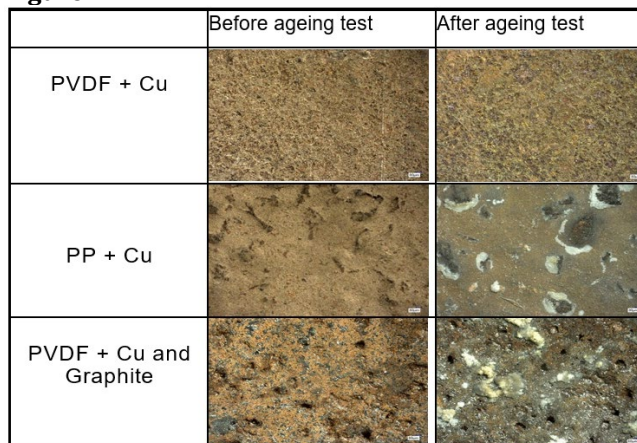 Before ageing test
After ageing test
PVDF + Cu
PP + Cu
PVDF + Cu and
Graphite